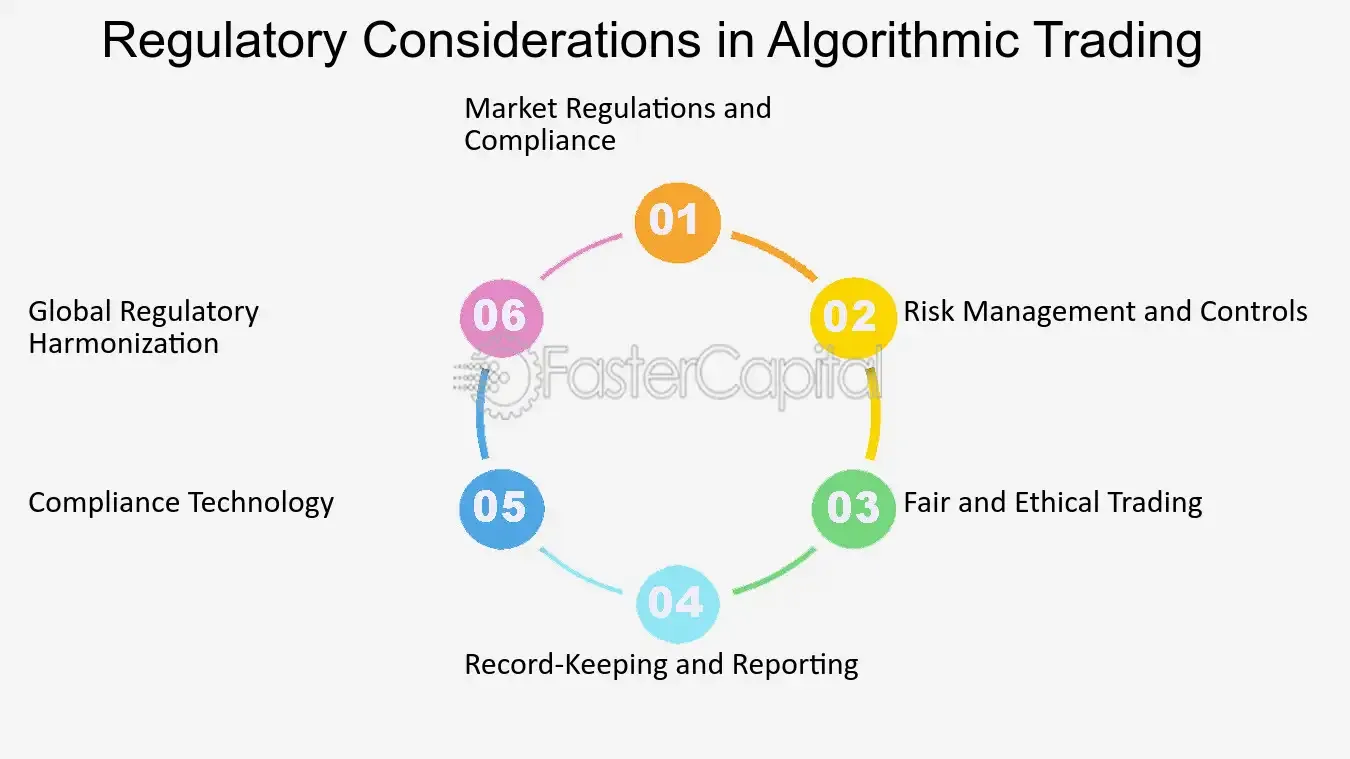 Regulatory Considerations in Algorithmic Trading
Market Regulations and
Compliance
01
02
Risk Management and Controls
03
Fair and Ethical Trading
04
Record-Keeping and Reporting
05
Compliance Technology
06
Global Regulatory
Harmonization
FasterCapital